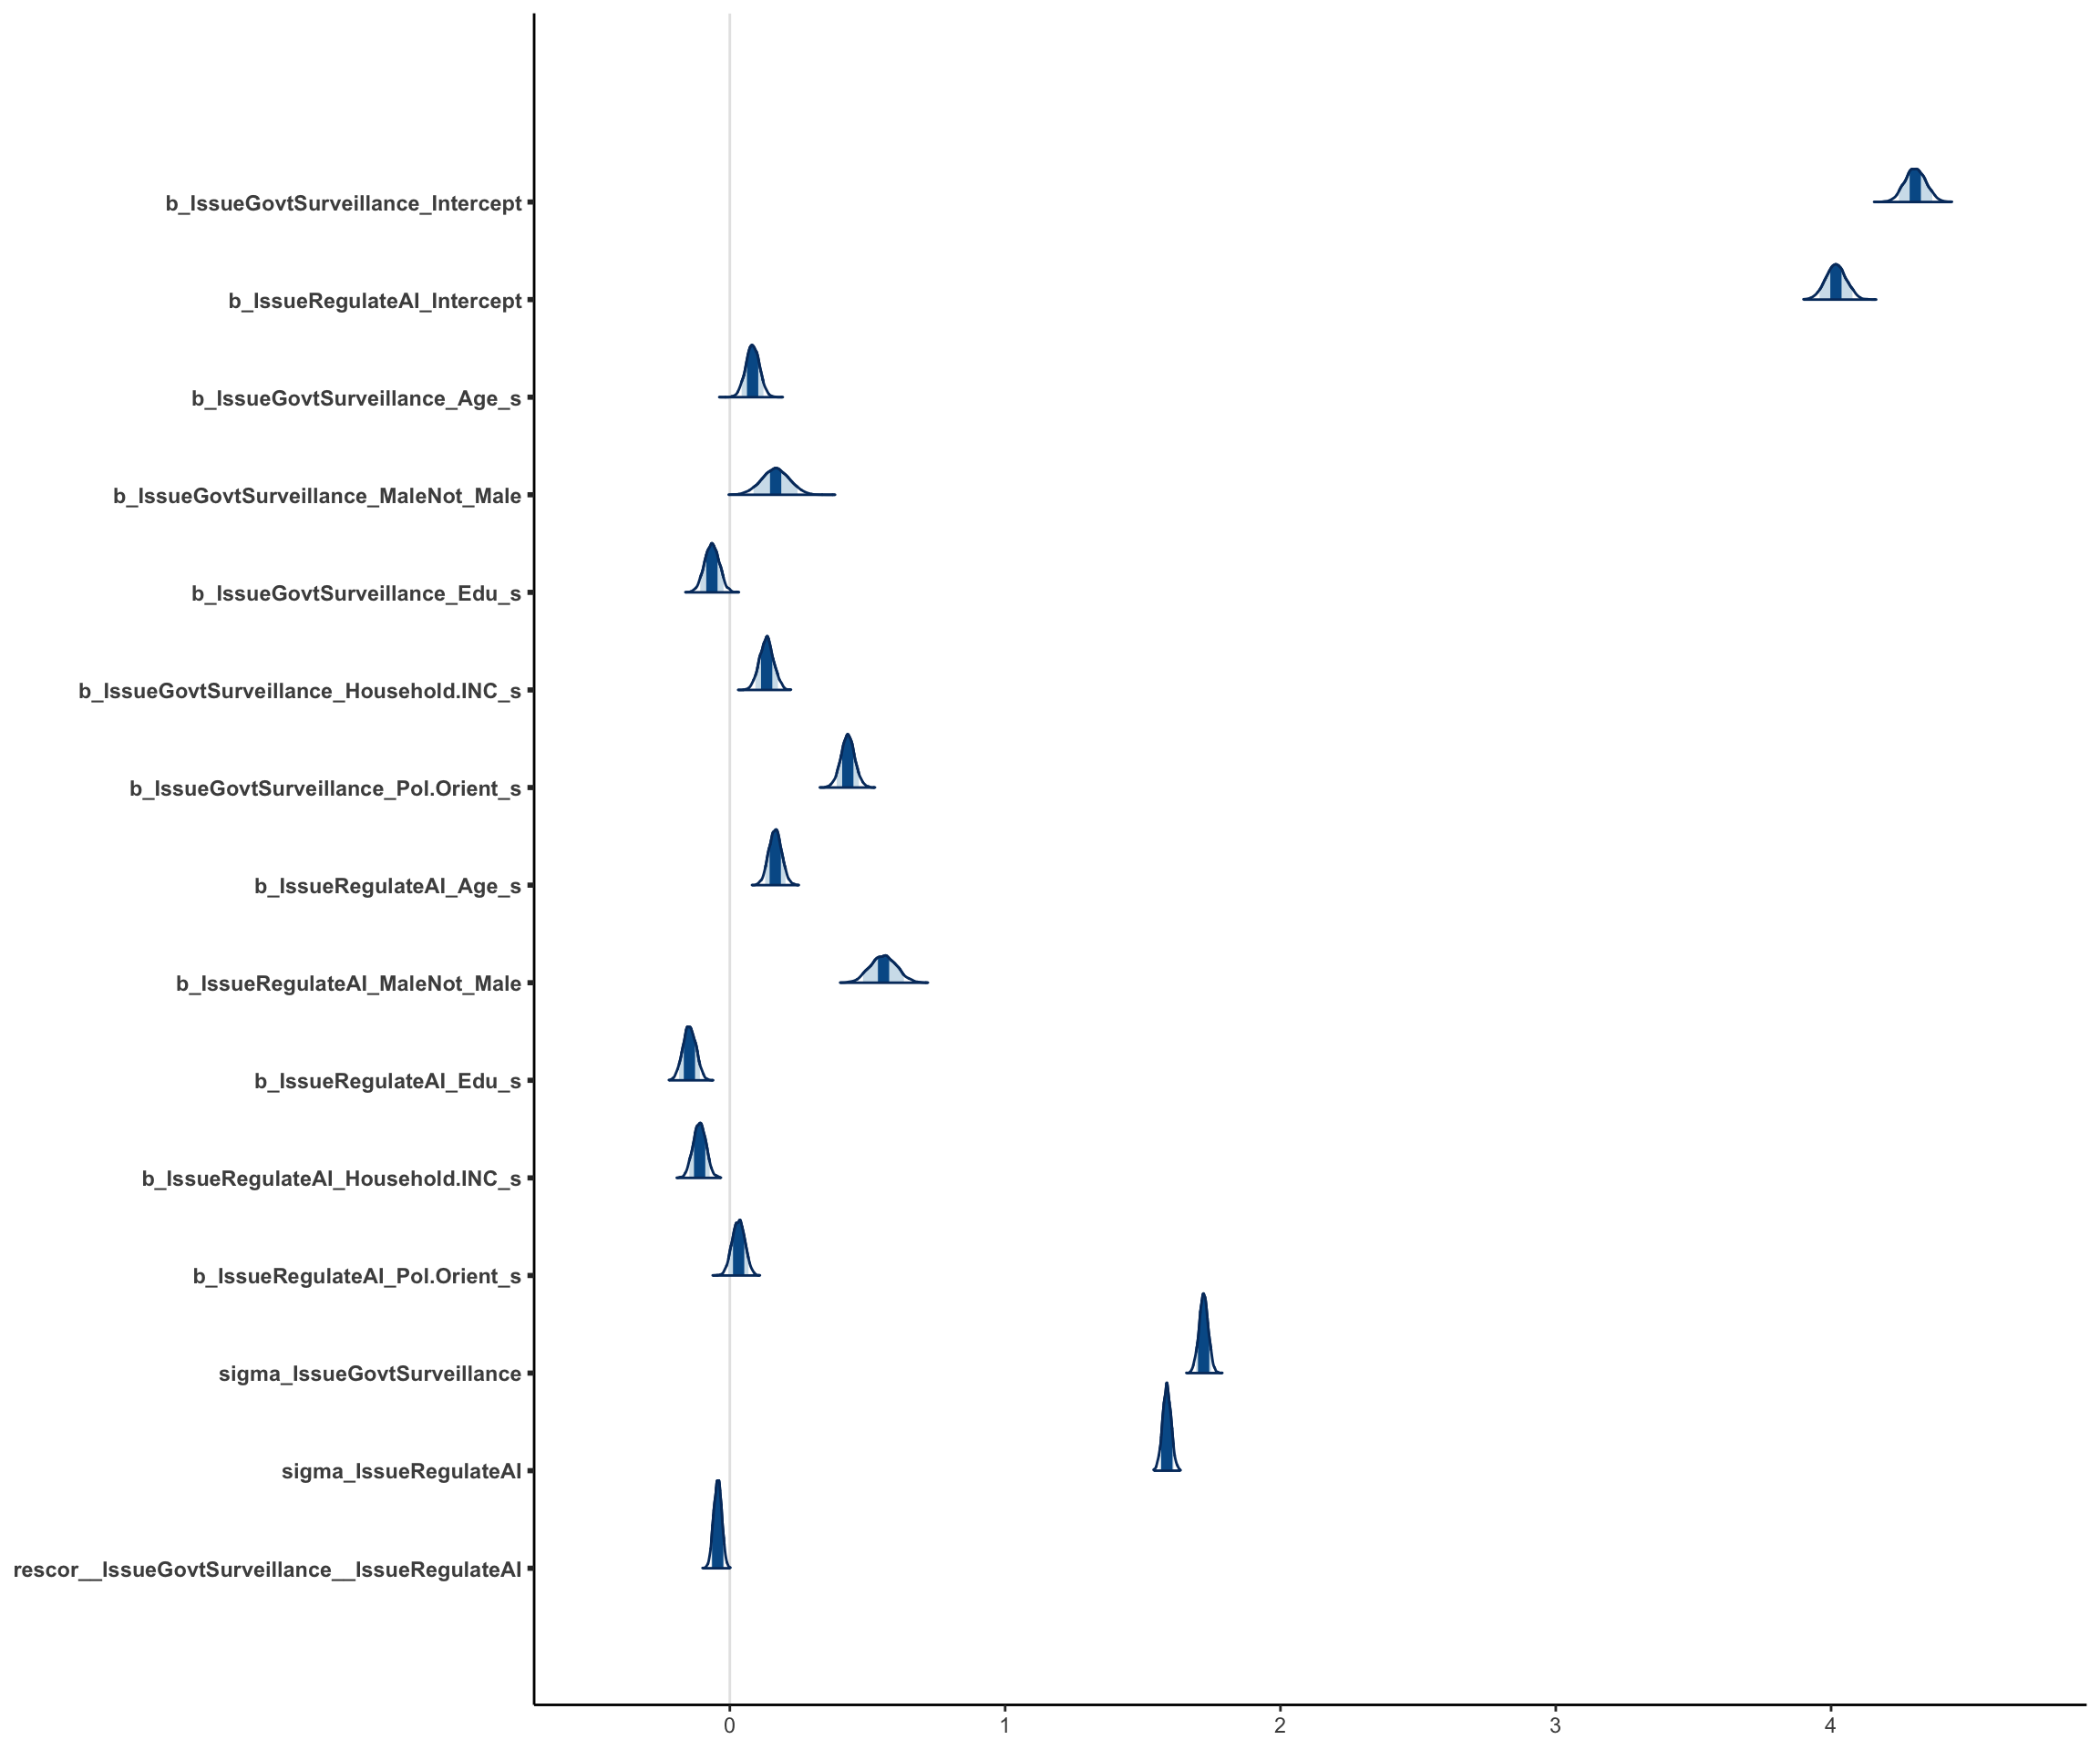 b_IssueGovtSurveillance_Intercept
b_IssueRegulateAI_Intercept
b_IssueGovtSurveillance_Age_s
b_IssueGovtSurveillance_MaleNot_Male
b_IssueGovtSurveillance_Edu_s
b_IssueGovtSurveillance_Household.INC_s
b_IssueGovtSurveillance_Pol.Orient_s
b_IssueRegulateAI_Age_s
b_IssueRegulateAI_MaleNot_Male
b_IssueRegulateAI_Edu_s
b_IssueRegulateAI_Household.INC_s
b_IssueRegulateAI_Pol.Orient_s
sigma_IssueGovtSurveillance
sigma_IssueRegulateAI
rescor__IssueGovtSurveillance__IssueRegulateAI
0 1 2 3 4